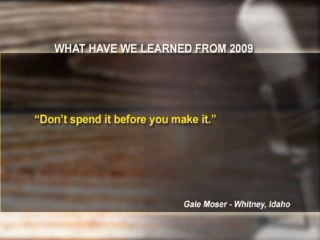 WHAT HAVE WE LEARNED FROM 2009
“Don’t spend it before you make it.”
Gale Moser - Whitney, Idaho